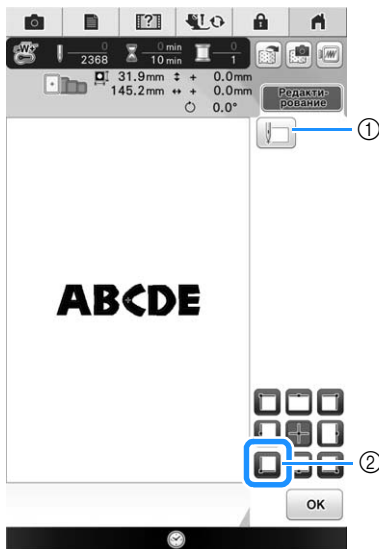 [?]
W+
0 0 min 0
2368 10 min 1
31.9mm + 0.0mm
145.2mm + 0.0mm
0.0°
Редакти-
рование
①
ABCDE
②
OK